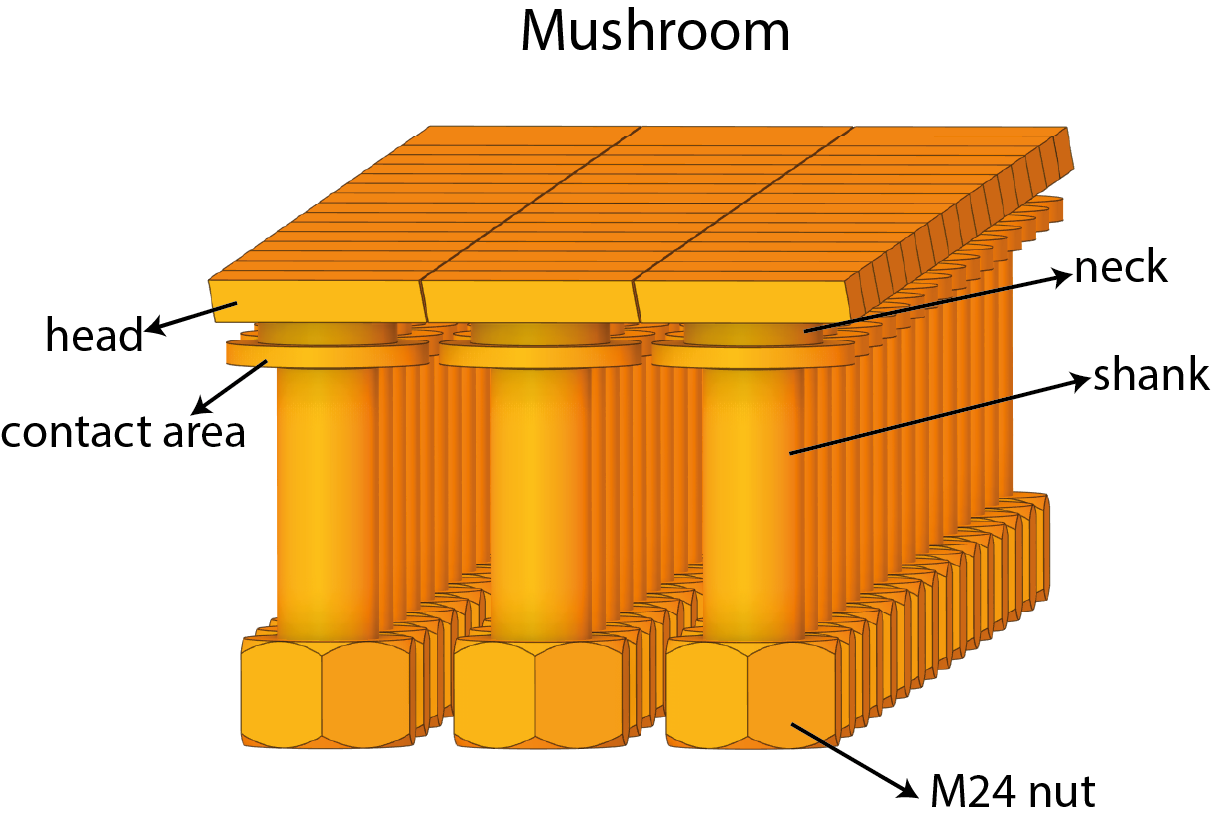 Mushroom
neck
head
shank
contact area
M24 nut